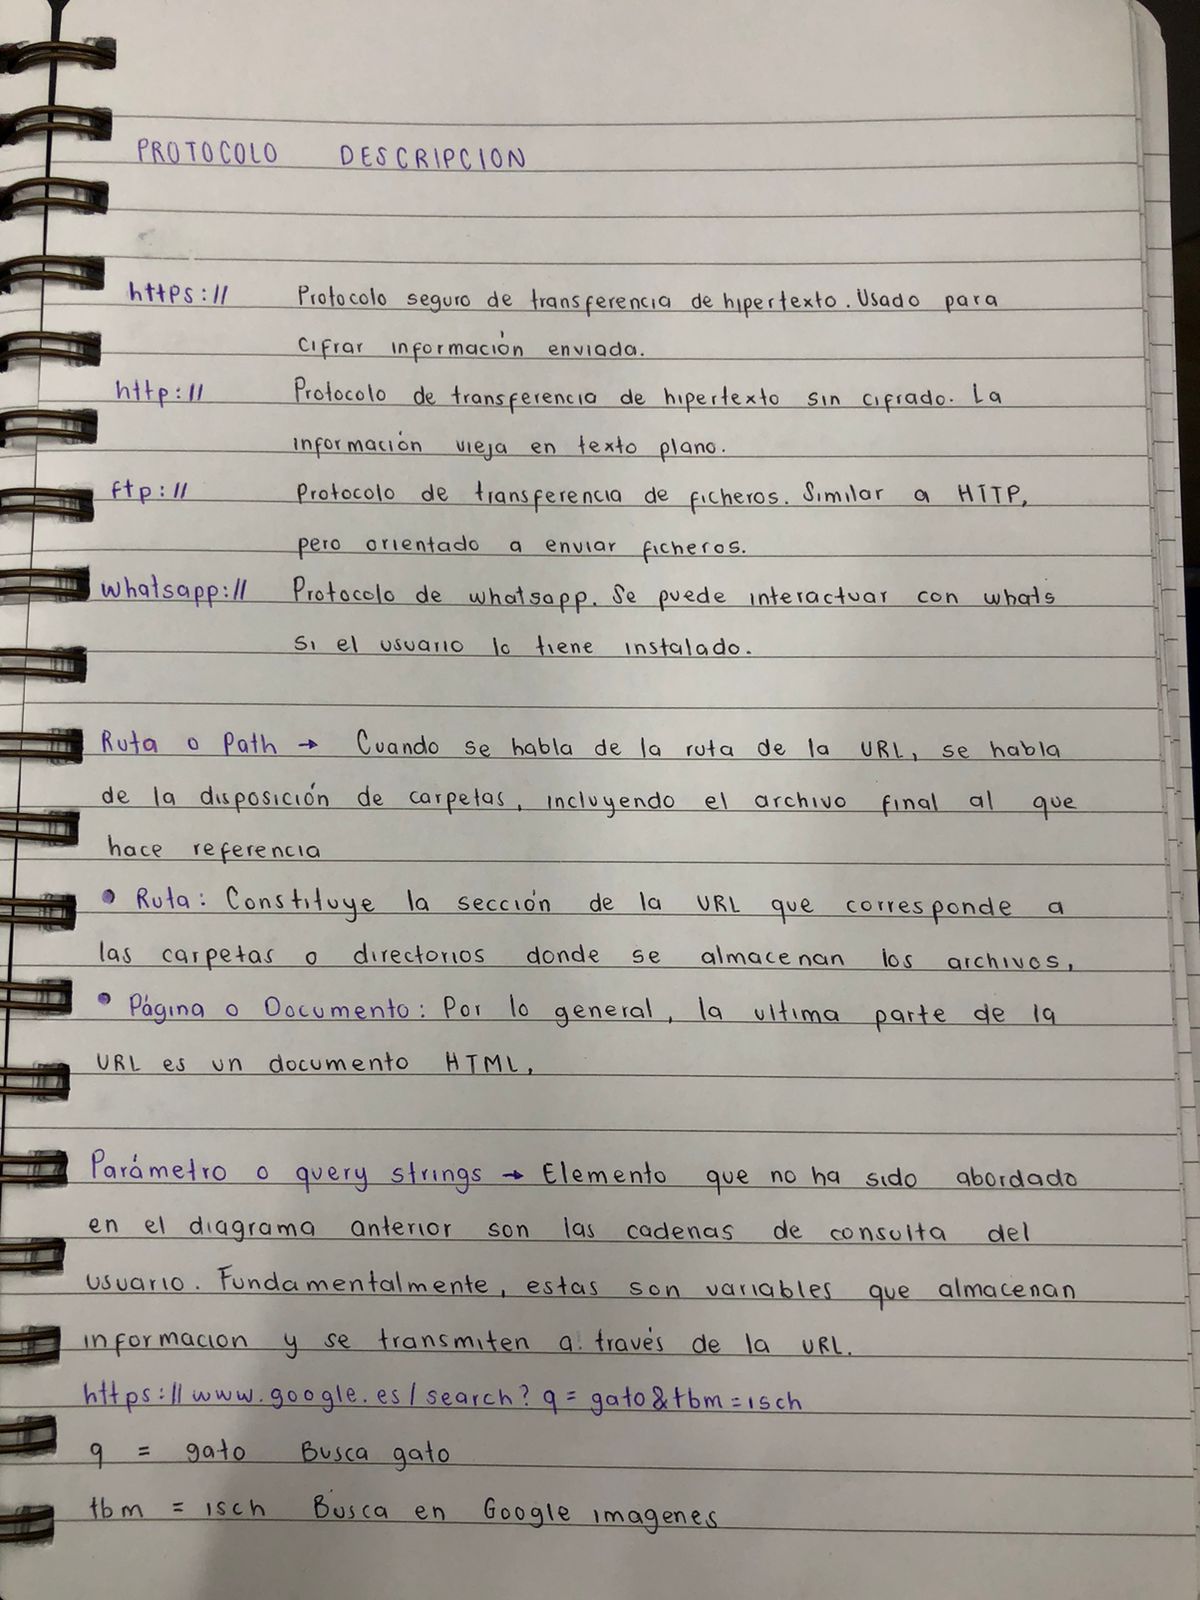 PROTOCOLO DESCRIPCION
https:// Protocolo seguro de transferencia de hipertexto. Usado para
cifrar información enviada.
http:// Protocolo de transferencia de hipertexto sin cifrado. La
información vieja en texto plano.
ftp:// Protocolo de transferencia de ficheros. Similar a HTTP,
pero orientado a enviar ficheros.
whatsapp:// Protocolo de whatsapp. Se puede interactuar con whats
si el usuario lo tiene instalado.
Ruta o Path → Cuando se habla de la ruta de la URL, se habla
de la disposición de carpetas, incluyendo el archivo final al que
hace referencia
• Ruta: Constituye la sección de la URL que corresponde a
las carpetas o directorios donde se almacenan los archivos,
• Página o Documento: Por lo general, la ultima parte de la
URL es un documento HTML,
Parámetro o query strings → Elemento que no ha sido abordado
en el diagrama anterior son las cadenas de consulta del
usuario. Fundamentalmente, estas son variables que almacenan
informacion y se transmiten a través de la URL.
https://www.google.es/search? q = gato&tbm=isch
q = gato Busca gato
tbm = isch Busca en Google imagenes